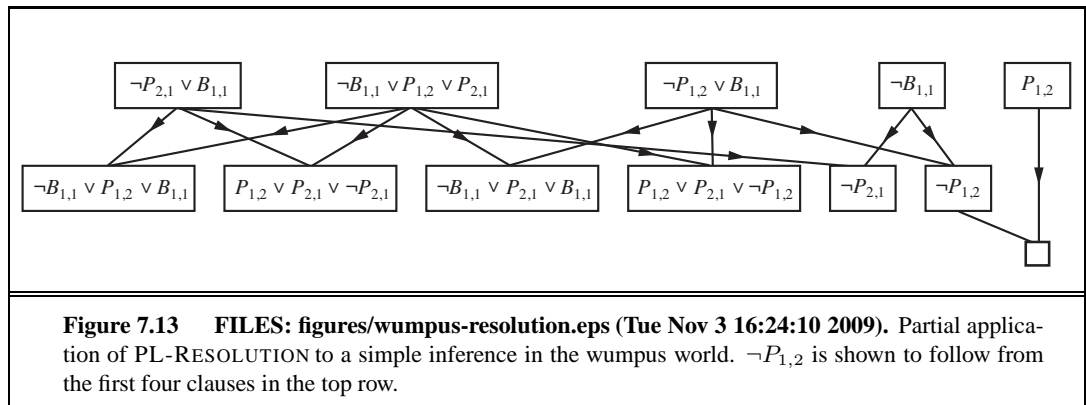 ¬P2,1 ∨ B1,1 ¬B1,1 ∨ P1,2 ∨ P2,1 ¬P1,2 ∨ B1,1 ¬B1,1 P1,2
¬B1,1 ∨ P1,2 ∨ B1,1 P1,2 ∨ P2,1 ∨ ¬P2,1 ¬B1,1 ∨ P2,1 ∨ B1,1 P1,2 ∨ P2,1 ∨ ¬P1,2 ¬P2,1 ¬P1,2
Figure 7.13 FILES: figures/wumpus-resolution.eps (Tue Nov 3 16:24:10 2009). Partial applica-
tion of PL-RESOLUTION to a simple inference in the wumpus world. ¬P1,2 is shown to follow from
the first four clauses in the top row.